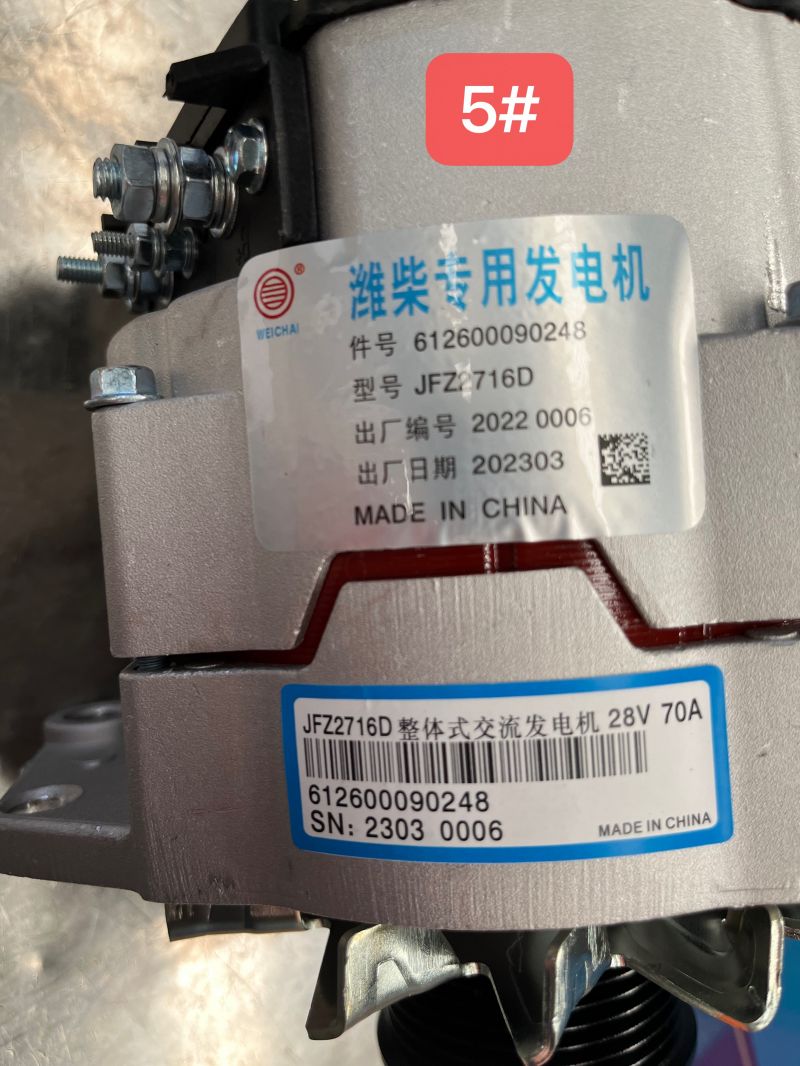 5#
WEICHAI
®
潍柴专用发电机
件号 612600090248
型号 JFZ2716D
出厂编号 2022 0006
出厂日期 202303
MADE IN CHINA
JFZ2716D 整体式交流发电机 28V 70A
612600090248
SN: 2303 0006
MADE IN CHINA